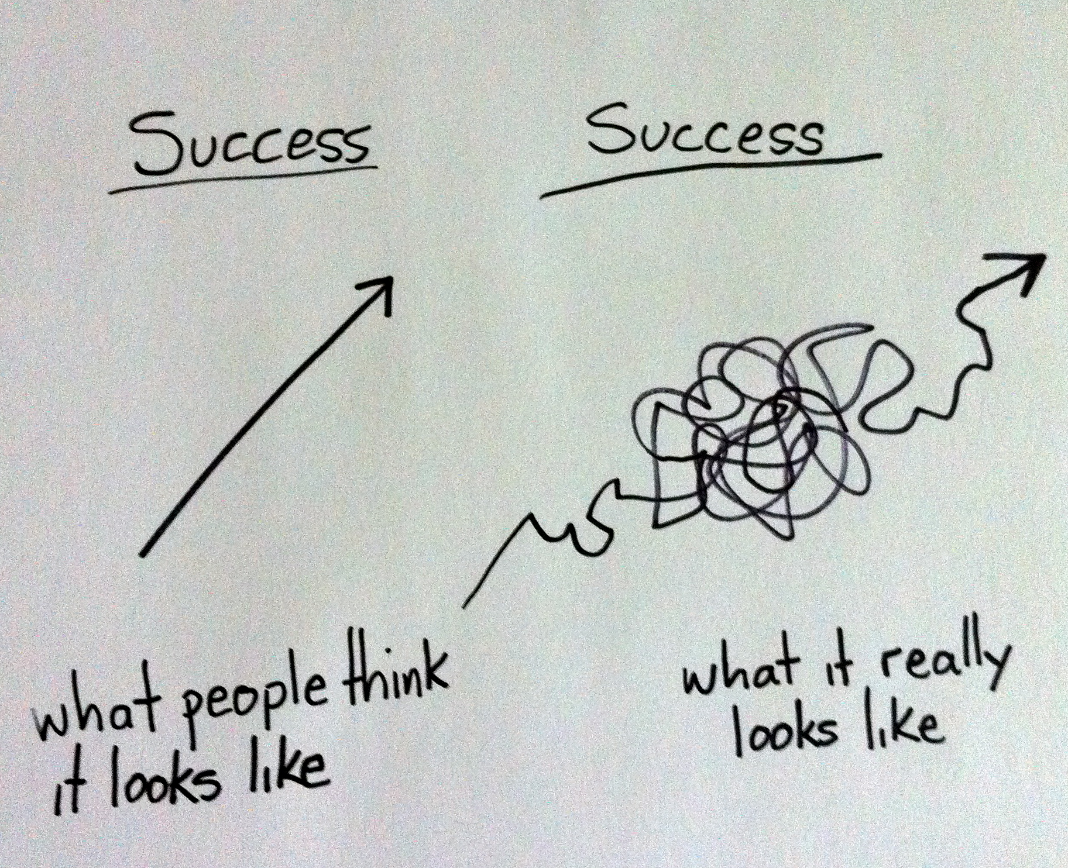 Success
what people think
it looks like
Success
what it really
looks like